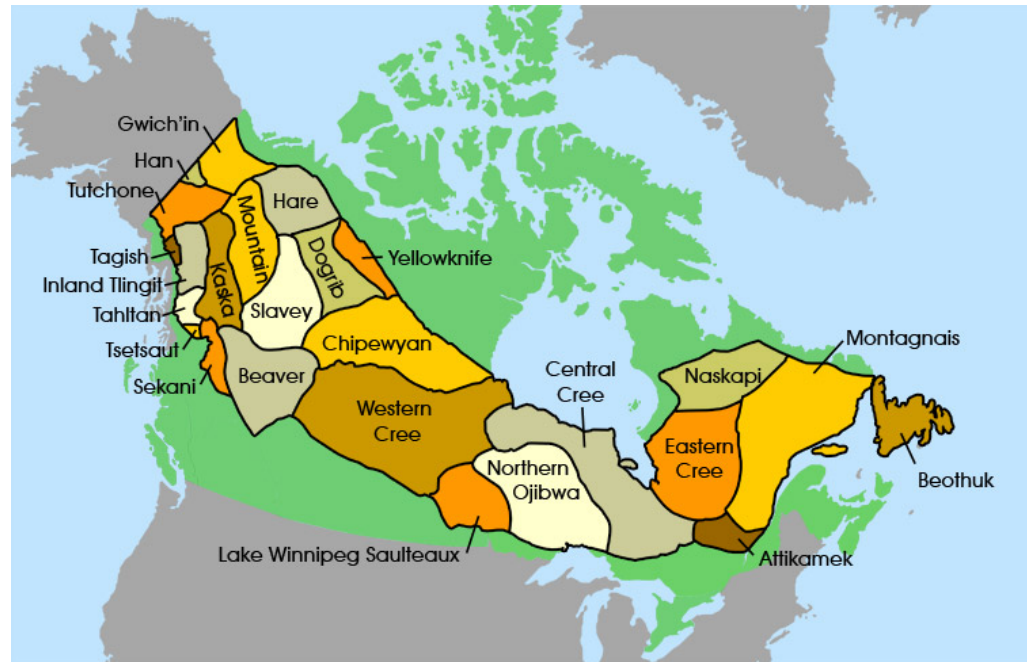 Gwich'in
Han
Tutchone
Mountain
Hare
Tagish
Inland Tlingit
Kaska
Dogrib
Yellowknife
Tahltan
Slavey
Tsetsaut
Chipewyan
Montagnais
Sekani
Beaver
Central
Cree
Naskapi
Western
Cree
Eastern
Cree
Northern
Ojibwa
Beothuk
Lake Winnipeg Saulteaux
Attikamek